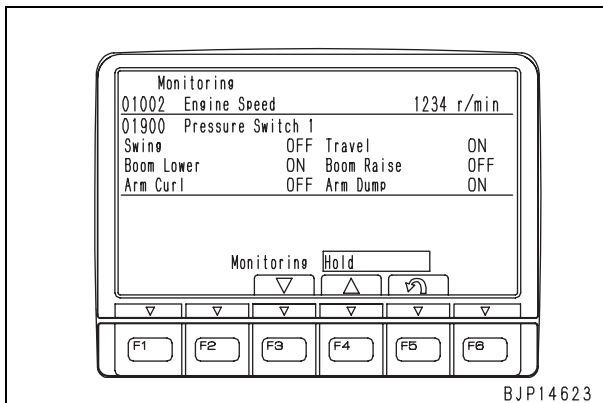 Monitoring
01002 Engine Speed 1234 r/min
01900 Pressure Switch 1
Swing OFF Travel ON
Boom Lower ON Boom Raise OFF
Arm Curl OFF Arm Dump ON
Monitoring Hold
F1 F2 F3 F4 F5 F6
BJP14623